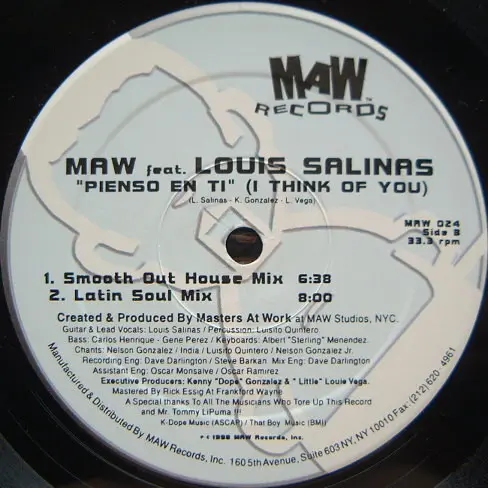 MAW
RECORDS
MAW feat. LOUIS SALINAS
"PIENSO EN TI" (I THINK OF YOU)
(L. Salinas - K. Gonzalez - L. Vega)
MAW 024
Side B
33.3 rpm
1. Smooth Out House Mix 6:38
2. Latin Soul Mix 8:00
Created & Produced By Masters At Work at MAW Studios, NYC.
Guitar & Lead Vocals: Louis Salinas / Percussion: Luisito Quintero.
Bass: Carlos Henrique - Gene Perez / Keyboards: Albert "Sterling" Menendez.
Chants: Nelson Gonzalez / India / Luisito Quintero / Nelson Gonzalez Jr.
Recording Eng: Dave Darlington / Steve Barkan Mix Eng: Dave Darlington
Assistant Eng: Oscar Monsalve / Oscar Ramirez
Executive Producers: Kenny "Dope" Gonzalez & " Little" Louie Vega.
Mastered By Rick Essig At Frankford Wayne
A Special thanks To All The Musicians Who Tore Up This Record
and Mr. Tommy LiPuma !!!
K-Dope Music (ASCAP) / That Boy Music (BMI)
℗ © 1998 MAW Records, Inc.
Manufactured & Distributed By MAW Records, Inc. 160 5th Avenue, Suite 603 NY, NY 10010 Fax: (212) 620-4961